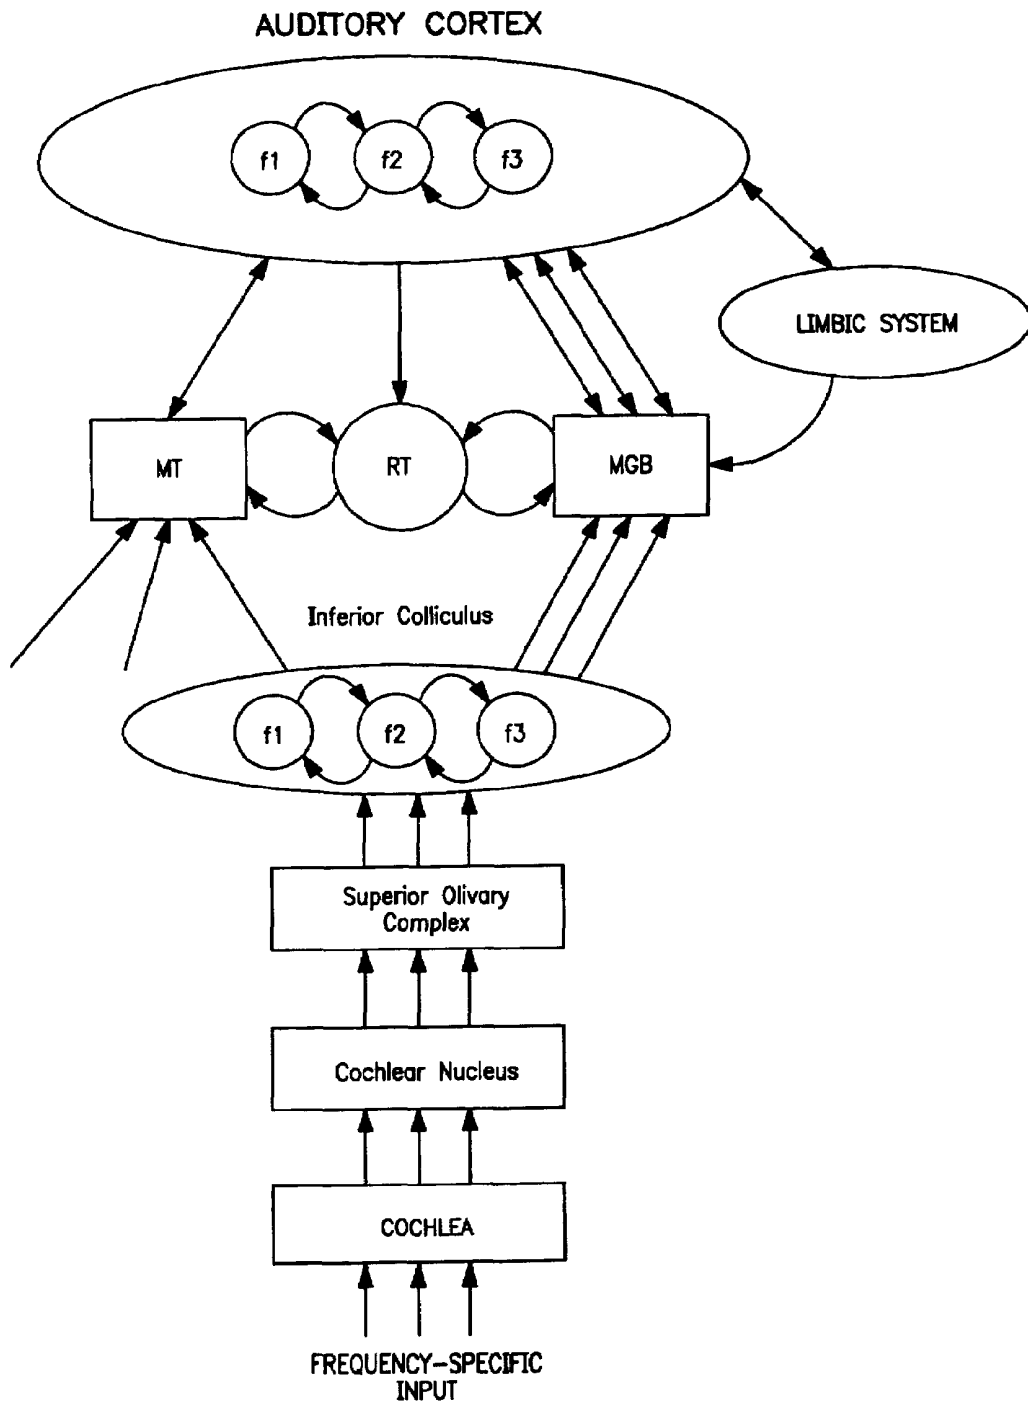 AUDITORY CORTEX
f1
f2
f3
LIMBIC SYSTEM
MT
RT
MGB
Inferior Colliculus
f1
f2
f3
Superior Olivary
Complex
Cochlear Nucleus
COCHLEA
FREQUENCY-SPECIFIC
INPUT